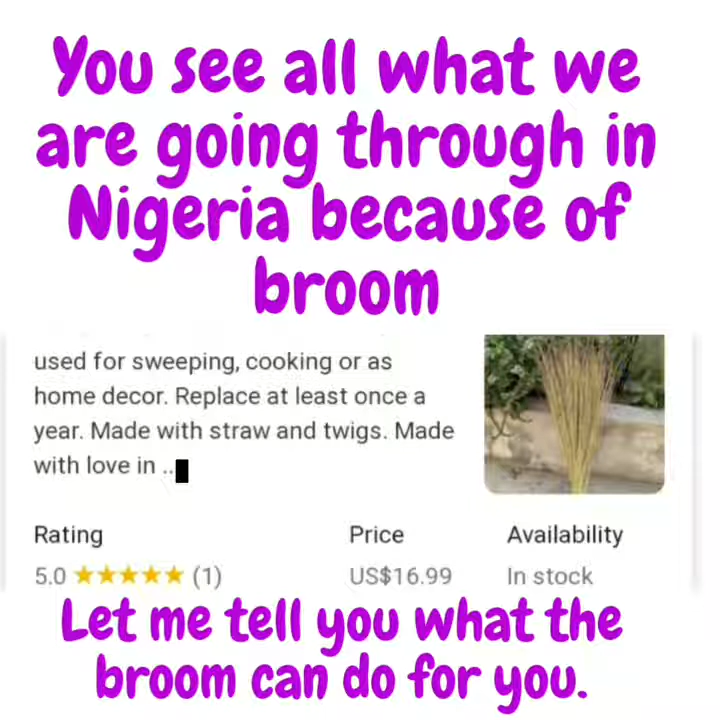 You see all what we
are going through in
Nigeria because of
broom
used for sweeping, cooking or as
home decor. Replace at least once a
year. Made with straw and twigs. Made
with love in ..
Rating
Price
Availability
5.0 ★★★★★ (1)
US$16.99
In stock
Let me tell you what the
broom can do for you.